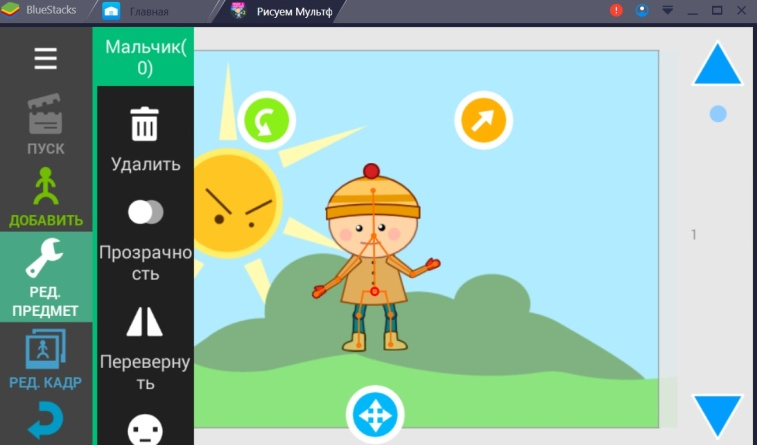 BlueStacks
Главная
Рисуем Мультф
ПУСК
ДОБАВИТЬ
РЕД.
ПРЕДМЕТ
РЕД. КАДР
Мальчик(
0)
Удалить
Прозрачно
сть
Переверну
ть
1